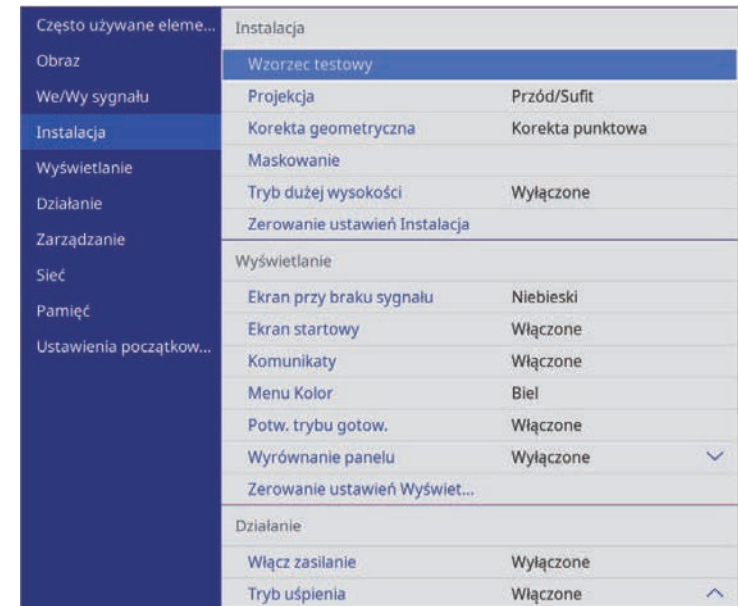 Często używane eleme...
Obraz
We/Wy sygnału
Instalacja
Wyświetlanie
Działanie
Zarządzanie
Sieć
Pamięć
Ustawienia początkow...
Instalacja
Wzorzec testowy
Projekcja Przód/Sufit
Korekta geometryczna Korekta punktowa
Maskowanie
Tryb dużej wysokości Wyłączone
Zerowanie ustawień Instalacja
Wyświetlanie
Ekran przy braku sygnału Niebieski
Ekran startowy Włączone
Komunikaty Włączone
Menu Kolor Biel
Potw. trybu gotow. Włączone
Wyrównanie panelu Wyłączone
Zerowanie ustawień Wyświet...
Działanie
Włącz zasilanie Wyłączone
Tryb uśpienia Włączone